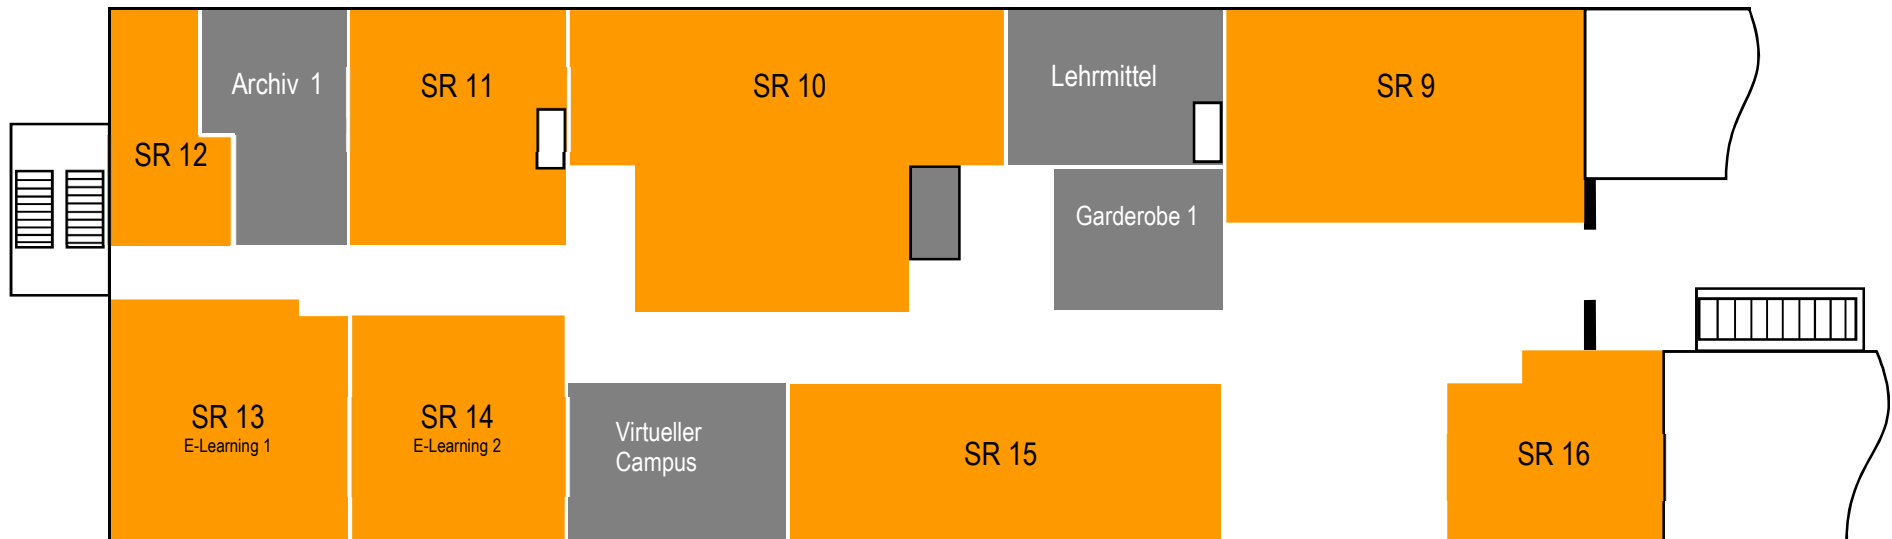 Archiv 1
SR 11
SR 10
Lehrmittel
SR 9
SR 12
Garderobe 1
SR 13
E-Learning 1
SR 14
E-Learning 2
Virtueller
Campus
SR 15
SR 16